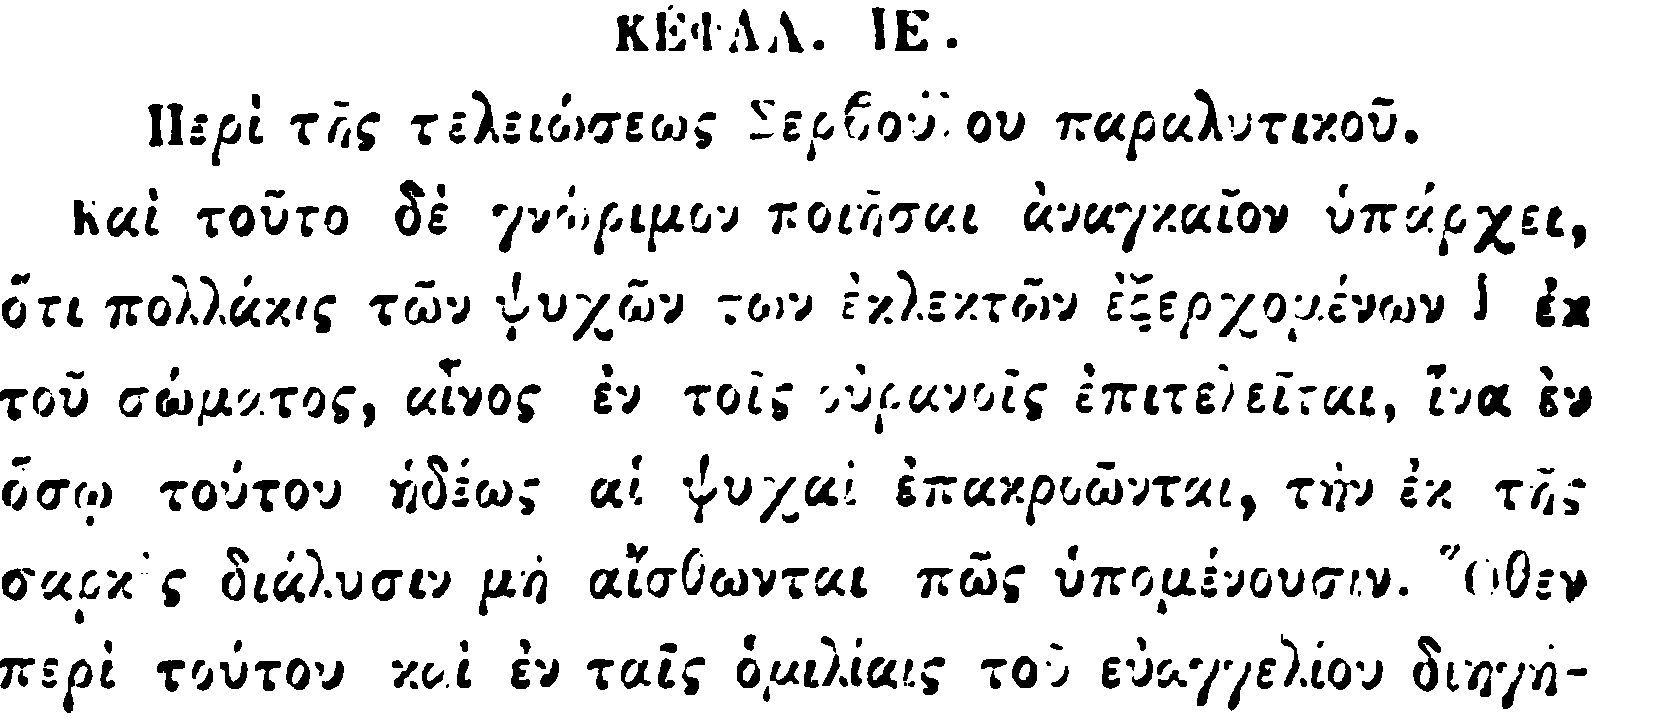 ΚΕΦΑΛ. ΙΕ.
Περὶ τῆς τελειώσεως Σερβούλου παραλυτικοῦ.
Καὶ τοῦτο δὲ γνώριμον ποιῆσαι ἀναγκαῖον ὑπάρχει,
ὅτι πολλάκις τῶν ψυχῶν των ἐκλεκτῶν ἐξερχομένων ἐκ
τοῦ σώματος, αἶνος ἐν τοῖς οὐρανοῖς ἐπιτελεῖται, ἵνα ἐν
ὅσῳ τούτου ἡδέως αἱ ψυχαὶ ἐπακροῶνται, τὴν ἐκ τῆς
σαρκὸς διάλυσιν μὴ αἴσθωνται πῶς ὑπομένουσιν. Ὅθεν
περὶ τούτου καὶ ἐν ταῖς ὁμιλίαις τοῦ εὐαγγελίου διηγή-